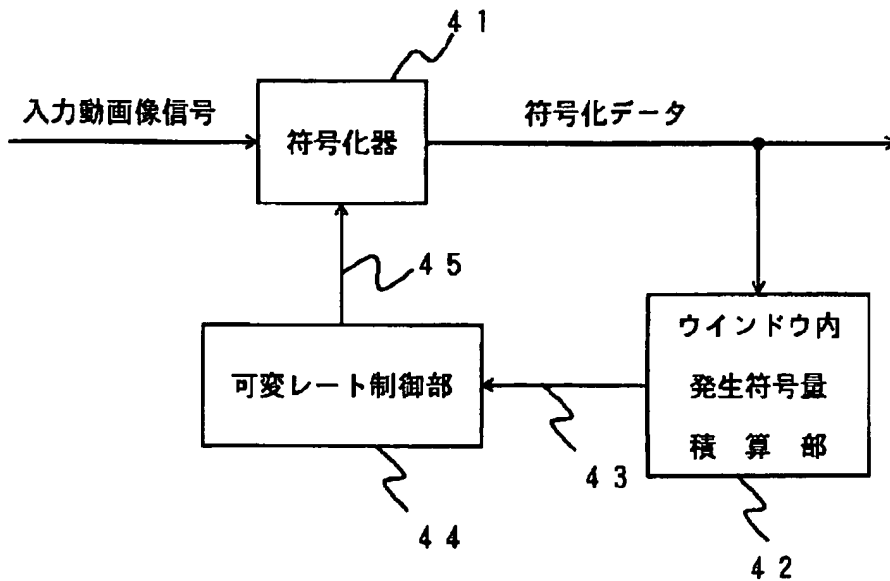 ４１
入力動画像信号
符号化器
符号化データ
４５
可変レート制御部
４３
ウインドウ内
発生符号量
積 算 部
４４
４２